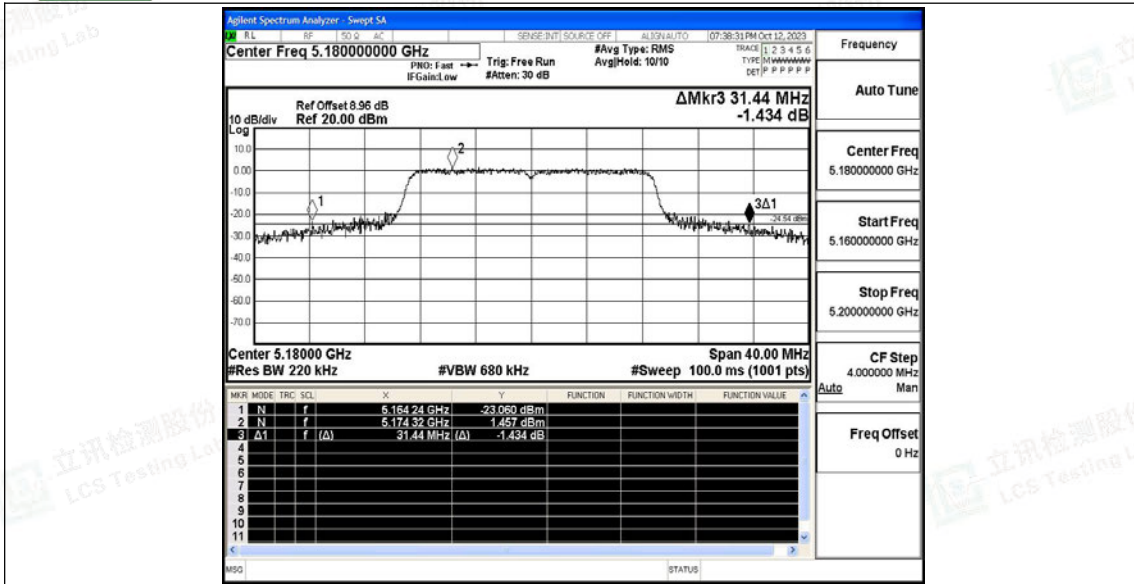 Agilent Spectrum Analyzer - Swept SA
RL RF 50 Ω AC SENSE:INT SOURCE OFF ALIGNAUTO 07:38:31 PM Oct 12, 2023
Center Freq 5.180000000 GHz
#Avg Type: RMS
TRACE 1 2 3 4 5 6
PNO: Fast
Trig: Free Run
Avg|Hold: 10/10
TYPE M
IFGain:Low
#Atten: 30 dB
DET P P P P P P
Ref Offset 8.96 dB
ΔMkr3 31.44 MHz
10 dB/div Ref 20.00 dBm
-1.434 dB
Log
10.0
0.00
-10.0
-20.0
-30.0
-40.0
-50.0
-60.0
-70.0
1
2
3Δ1
-24.54 dBm
Center 5.18000 GHz
Span 40.00 MHz
#Res BW 220 kHz
#VBW 680 kHz
#Sweep 100.0 ms (1001 pts)
MKR MODE TRC SCL X Y FUNCTION FUNCTION WIDTH FUNCTION VALUE
1 N f 5.164 24 GHz -23.060 dBm
2 N f 5.174 32 GHz 1.457 dBm
3 Δ1 f (Δ) 31.44 MHz (Δ) -1.434 dB
4
5
6
7
8
9
10
11
MSG
STATUS
Frequency
Auto Tune
Center Freq
5.180000000 GHz
Start Freq
5.160000000 GHz
Stop Freq
5.200000000 GHz
CF Step
4.000000 MHz
Auto Man
Freq Offset
0 Hz
立讯检测股份
LCS Testing Lab
立讯检测股份